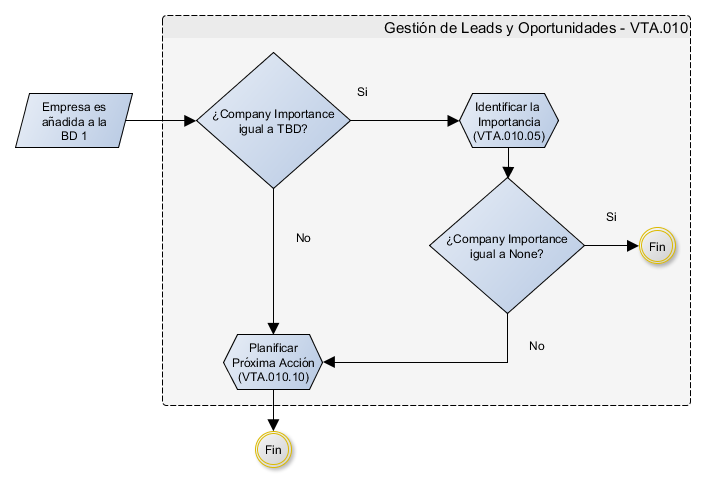 Gestión de Leads y Oportunidades - VTA.010
Empresa es
añadida a la
BD 1
¿Company Importance
igual a TBD?
Si
Identificar la
Importancia
(VTA.010.05)
¿Company Importance
igual a None?
Si
Fin
No
No
Planificar
Próxima Acción
(VTA.010.10)
Fin